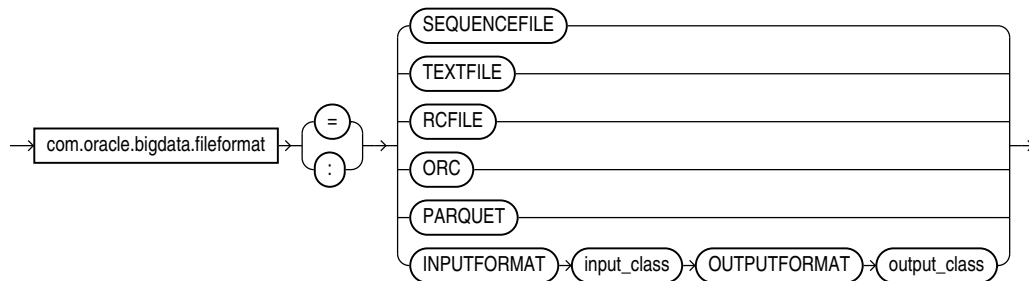 SEQUENCEFILE
TEXTFILE
com.oracle.bigdata.fileformat = RCFILE
:
ORC
PARQUET
INPUTFORMAT input_class OUTPUTFORMAT output_class